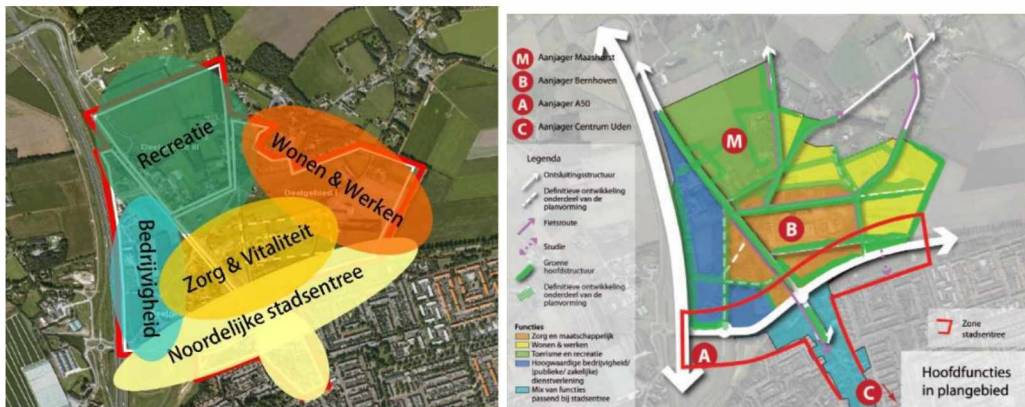 Recreatie
Wonen & Werken
Bedrijvigheid
Zorg & Vitaliteit
Noordelijke stadsentree
M Aanjager Maashorst
B Aanjager Bernhoven
A Aanjager A50
C Aanjager Centrum Uden
Legenda
Ontsluitingsstructuur
Definitieve ontwikkeling
onderdeel van de
planvorming
Fietsroute
Studie
Groene
hoofdstructuur
Definitieve ontwikkeling
onderdeel van de
planvorming
Functies
Zorg en maatschappelijk
Wonen & werken
Toerisme en recreatie
Hoogwaardige bedrijvigheid/
(publieke/ zakelijke)
dienstverlening
Mix van functies
passend bij stadsentree
M
B
A
C
Zone
stadsentree
Hoofdfuncties
in plangebied